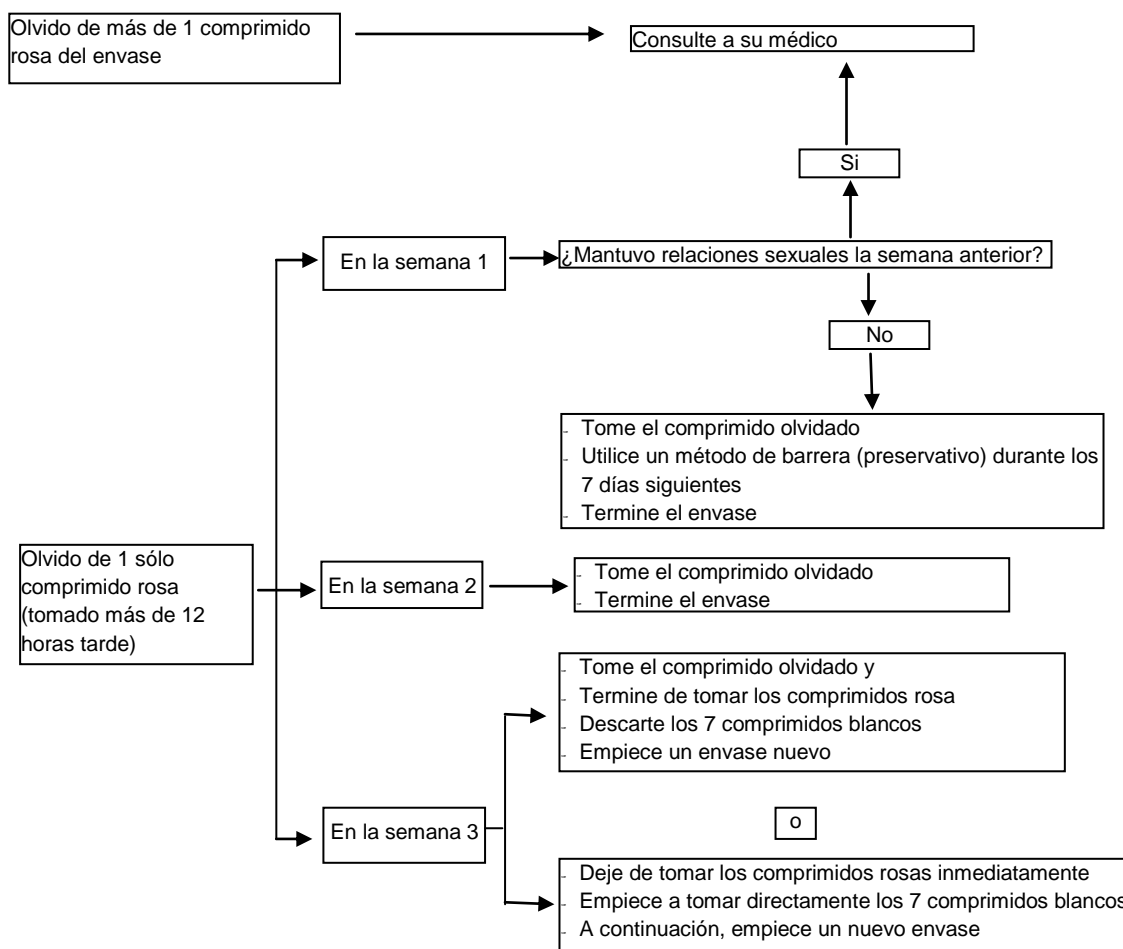 Olvido de más de 1 comprimido
rosa del envase
Consulte a su médico
Si
En la semana 1
¿Mantuvo relaciones sexuales la semana anterior?
No
- Tome el comprimido olvidado
- Utilice un método de barrera (preservativo) durante los
7 días siguientes
- Termine el envase
Olvido de 1 sólo
comprimido rosa
(tomado más de 12
horas tarde)
En la semana 2
- Tome el comprimido olvidado
- Termine el envase
- Tome el comprimido olvidado y
- Termine de tomar los comprimidos rosa
- Descarte los 7 comprimidos blancos
- Empiece un envase nuevo
En la semana 3
o
- Deje de tomar los comprimidos rosas inmediatamente
- Empiece a tomar directamente los 7 comprimidos blancos
- A continuación, empiece un nuevo envase